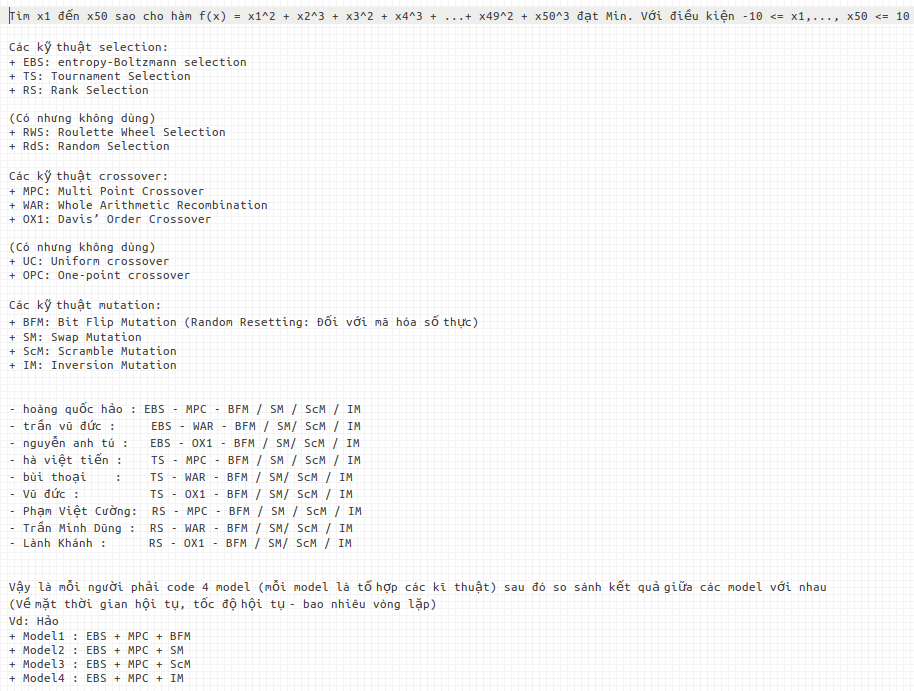 Tìm x1 đến x50 sao cho hàm f(x) = x1^2 + x2^3 + x3^2 + x4^3 + ...+ x49^2 + x50^3 đạt Min. Với điều kiện -10 <= x1,..., x50 <= 10
Các kỹ thuật selection:
+ EBS: entropy-Boltzmann selection
+ TS: Tournament Selection
+ RS: Rank Selection
(Có nhưng không dùng)
+ RWS: Roulette Wheel Selection
+ RdS: Random Selection
Các kỹ thuật crossover:
+ MPC: Multi Point Crossover
+ WAR: Whole Arithmetic Recombination
+ OX1: Davis’ Order Crossover
(Có nhưng không dùng)
+ UC: Uniform crossover
+ OPC: One-point crossover
Các kỹ thuật mutation:
+ BFM: Bit Flip Mutation (Random Resetting: Đối với mã hóa số thực)
+ SM: Swap Mutation
+ ScM: Scramble Mutation
+ IM: Inversion Mutation
- hoàng quốc hảo : EBS - MPC - BFM / SM / ScM / IM
- trần vũ đức : EBS - WAR - BFM / SM/ ScM / IM
- nguyễn anh tú : EBS - OX1 - BFM / SM/ ScM / IM
- hà việt tiến : TS - MPC - BFM / SM / ScM / IM
- bùi thoại : TS - WAR - BFM / SM/ ScM / IM
- Vũ đức : TS - OX1 - BFM / SM/ ScM / IM
- Phạm Việt Cường: RS - MPC - BFM / SM / ScM / IM
- Trần Minh Dũng : RS - WAR - BFM / SM/ ScM / IM
- Lành Khánh : RS - OX1 - BFM / SM/ ScM / IM
Vậy là mỗi người phải code 4 model (mỗi model là tổ hợp các kĩ thuật) sau đó so sánh kết quả giữa các model với nhau
(Về mặt thời gian hội tụ, tốc độ hội tụ - bao nhiêu vòng lặp)
Vd: Hảo
+ Model1 : EBS + MPC + BFM
+ Model2 : EBS + MPC + SM
+ Model3 : EBS + MPC + ScM
+ Model4 : EBS + MPC + IM